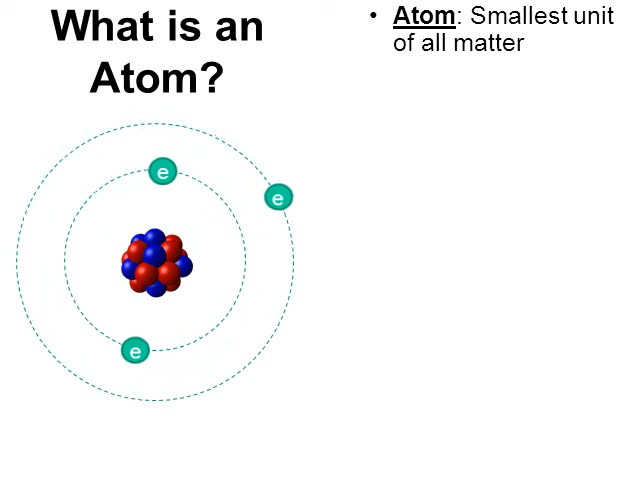 What is an
Atom?
• Atom: Smallest unit
of all matter
e
e
e